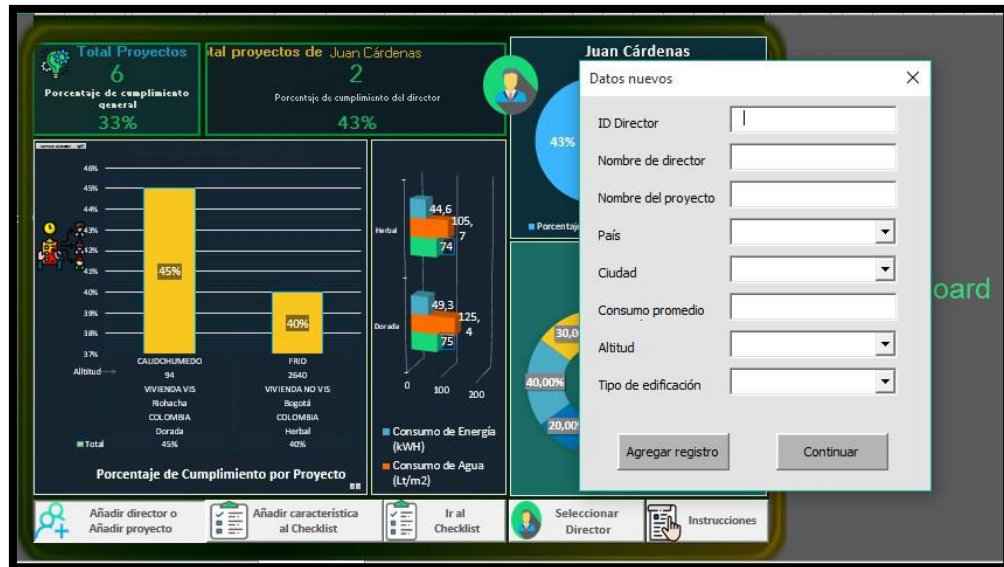 Total Proyectos
6
Porcentaje de cumplimiento
general
33%
tal proyectos de Juan Cárdenas
2
Porcentaje de cumplimiento del director
43%
Juan Cárdenas
43%
Porcentaje
46%
45%
44%
43%
42%
41%
40%
39%
38%
37%
45%
40%
Altitud
CALIDOHUMEDO
94
VIVIENDA VIS
Riohacha
COLOMBIA
Dorada
45%
FRIO
2640
VIVIENDA NO VIS
Bogotá
COLOMBIA
Herbal
40%
Total
Porcentaje de Cumplimiento por Proyecto
Herbal
44,6
105,
7
74
Dorada
49,3
125,
4
75
0 100 200
Consumo de Energía
(kWH)
Consumo de Agua
(Lt/m2)
30,0
40,00%
20,00
oard
Datos nuevos
ID Director
Nombre de director
Nombre del proyecto
País
Ciudad
Consumo promedio
Altitud
Tipo de edificación
Agregar registro
Continuar
Añadir director o
Añadir proyecto
Añadir característica
al Checklist
Ir al
Checklist
Seleccionar
Director
Instrucciones